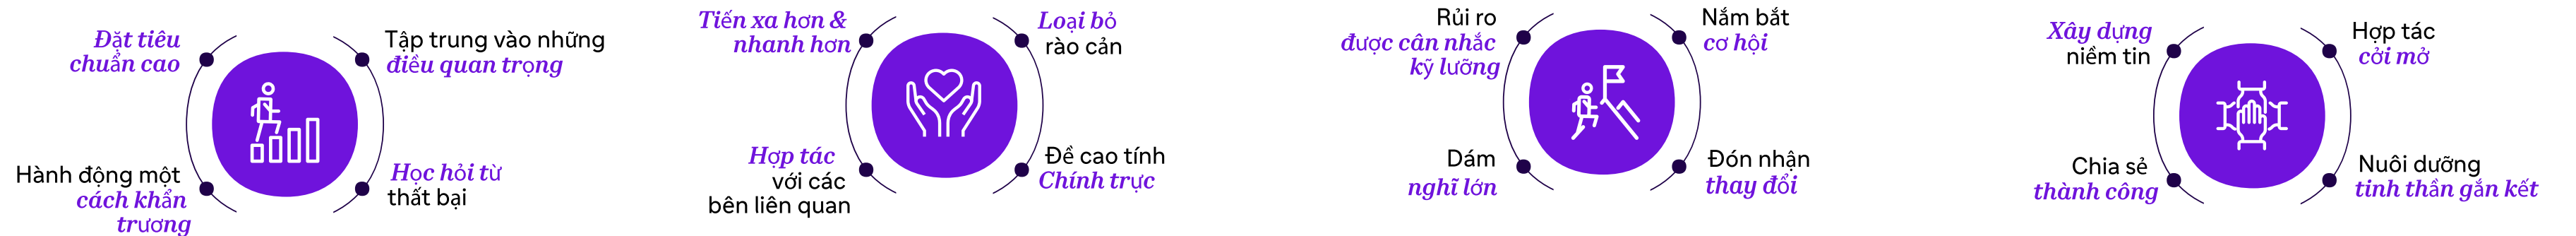 Đặt tiêu
chuẩn cao
Tập trung vào những
điều quan trọng
Hành động một
cách khẩn
trương
Học hỏi từ
thất bại
Tiến xa hơn &
nhanh hơn
Loại bỏ
rào cản
Hợp tác
với các
bên liên quan
Đề cao tính
Chính trực
Rủi ro
được cân nhắc
kỹ lưỡng
Nắm bắt
cơ hội
Dám
nghĩ lớn
Đón nhận
thay đổi
Xây dựng
niềm tin
Hợp tác
cởi mở
Chia sẻ
thành công
Nuôi dưỡng
tinh thần gắn kết